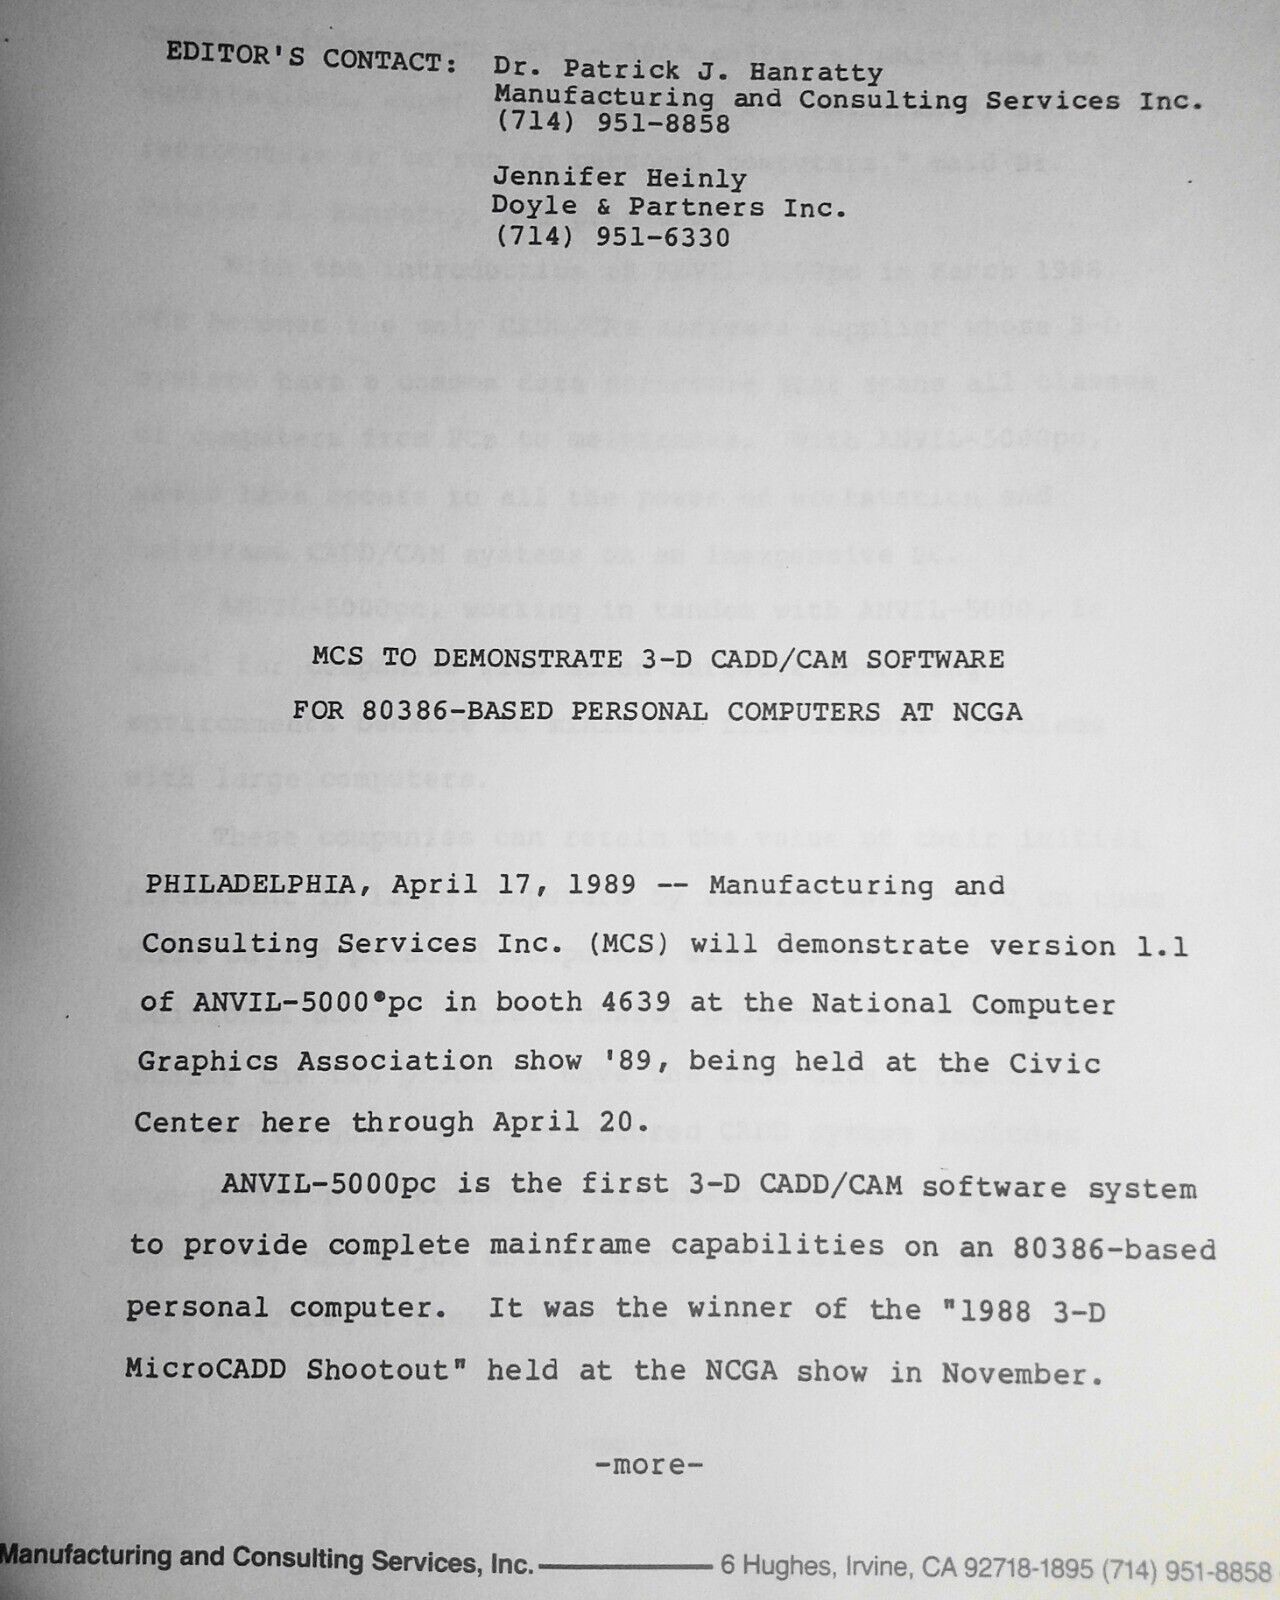 EDITOR'S CONTACT: Dr. Patrick J. Hanratty
Manufacturing and Consulting Services Inc.
(714) 951-8858
Jennifer Heinly
Doyle & Partners Inc.
(714) 951-6330
MCS TO DEMONSTRATE 3-D CADD/CAM SOFTWARE
FOR 80386-BASED PERSONAL COMPUTERS AT NCGA
PHILADELPHIA, April 17, 1989 -- Manufacturing and
Consulting Services Inc. (MCS) will demonstrate version 1.1
of ANVIL-5000®pc in booth 4639 at the National Computer
Graphics Association show '89, being held at the Civic
Center here through April 20.
ANVIL-5000pc is the first 3-D CADD/CAM software system
to provide complete mainframe capabilities on an 80386-based
personal computer. It was the winner of the "1988 3-D
MicroCADD Shootout" held at the NCGA show in November.
-more-
Manufacturing and Consulting Services, Inc. 6 Hughes, Irvine, CA 92718-1895 (714) 951-8858